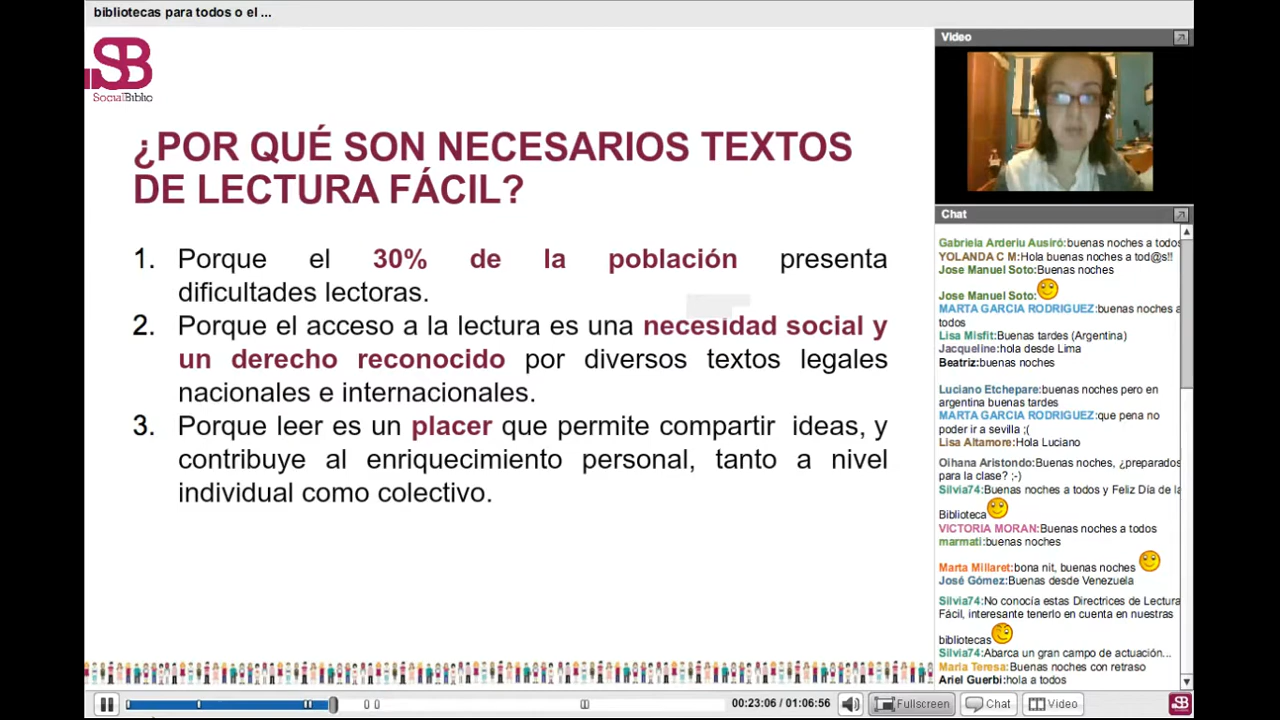 bibliotecas para todos o el ...
SB
SocialBiblio
¿POR QUÉ SON NECESARIOS TEXTOS
DE LECTURA FÁCIL?
1. Porque el 30% de la población presenta
dificultades lectoras.
2. Porque el acceso a la lectura es una necesidad social y
un derecho reconocido por diversos textos legales
nacionales e internacionales.
3. Porque leer es un placer que permite compartir ideas, y
contribuye al enriquecimiento personal, tanto a nivel
individual como colectivo.
Video
Chat
Gabriela Arderiu Ausiró:buenas noches a todos
YOLANDA C M:Hola buenas noches a tod@s!!
Jose Manuel Soto:Buenas noches
Jose Manuel Soto:
MARTA GARCIA RODRIGUEZ:buenas noches a
todos
Lisa Misfit:Buenas tardes (Argentina)
Jacqueline:hola desde Lima
Beatriz:buenas noches
Luciano Etchepare:buenas noches pero en
argentina buenas tardes
MARTA GARCIA RODRIGUEZ:que pena no
poder ir a sevilla ;(
Lisa Altamore:Hola Luciano
Oihana Aristondo:Buenas noches, ¿preparados
para la clase? ;-)
Silvia74:Buenas noches a todos y Feliz Día de la
Biblioteca
VICTORIA MORAN:Buenas noches a todos
marmati:buenas noches
Marta Millaret:bona nit, buenas noches
José Gómez:Buenas desde Venezuela
Silvia74:No conocía estas Directrices de Lectura
Fácil, interesante tenerlo en cuenta en nuestras
bibliotecas
Silvia74:Abarca un gran campo de actuación...
Maria Teresa:Buenas noches con retraso
Ariel Guerbi:hola a todos
00:23:06 / 01:06:56
Fullscreen
Chat
Video
SB